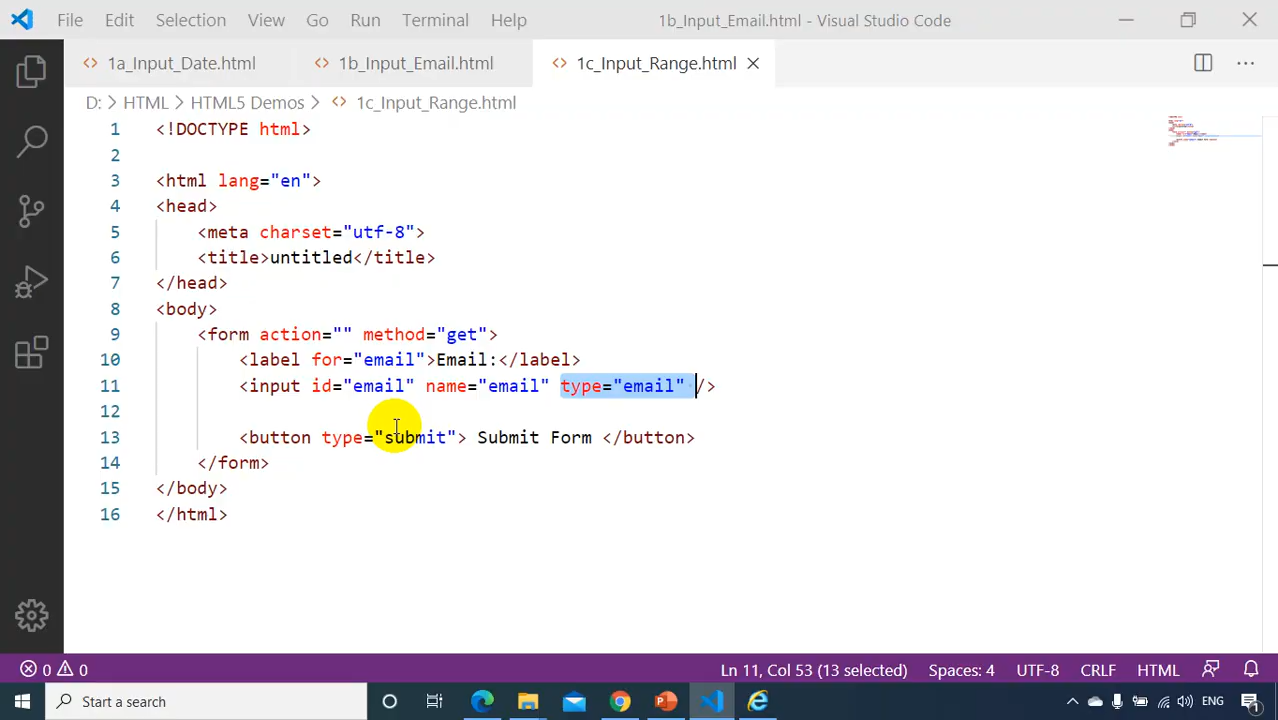 File Edit Selection View Go Run Terminal Help 1b_Input_Email.html - Visual Studio Code
1a_Input_Date.html 1b_Input_Email.html 1c_Input_Range.html
D: > HTML > HTML5 Demos > 1c_Input_Range.html
1 <!DOCTYPE html>
2
3 <html lang="en">
4 <head>
5 <meta charset="utf-8">
6 <title>untitled</title>
7 </head>
8 <body>
9 <form action="" method="get">
10 <label for="email">Email:</label>
11 <input id="email" name="email" type="email" />
12
13 <button type="submit"> Submit Form </button>
14 </form>
15 </body>
16 </html>
0 0 Ln 11, Col 53 (13 selected) Spaces: 4 UTF-8 CRLF HTML
Start a search ENG 1